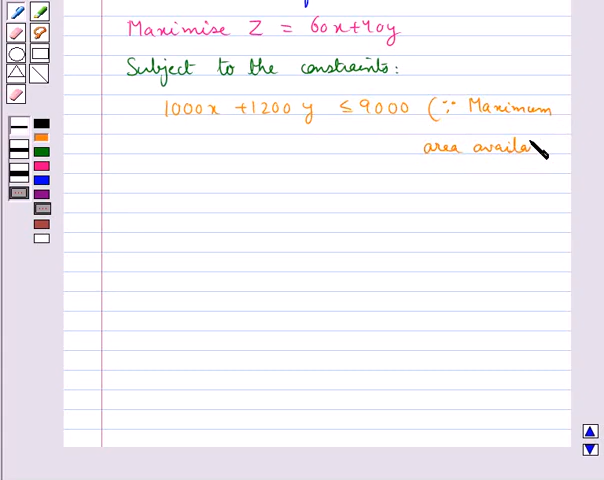 Maximise Z = 60x+40y
Subject to the constraints:
1000x +1200y ≤ 9000 (∵ Maximum
area availa